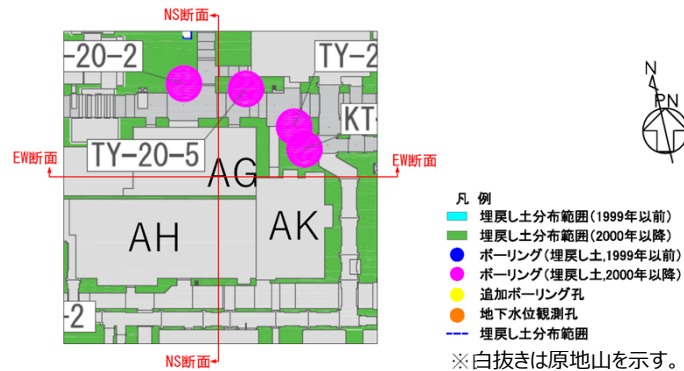 NS断面
-20-2
TY-2
KT-
TY-20-5
EW断面
EW断面
AG
AH
AK
-2
NS断面
N
PN
凡 例
埋戻し土分布範囲(1999年以前)
埋戻し土分布範囲(2000年以降)
ボーリング(埋戻し土,1999年以前)
ボーリング(埋戻し土,2000年以降)
追加ボーリング孔
地下水位観測孔
埋戻し土分布範囲
※白抜きは原地山を示す。